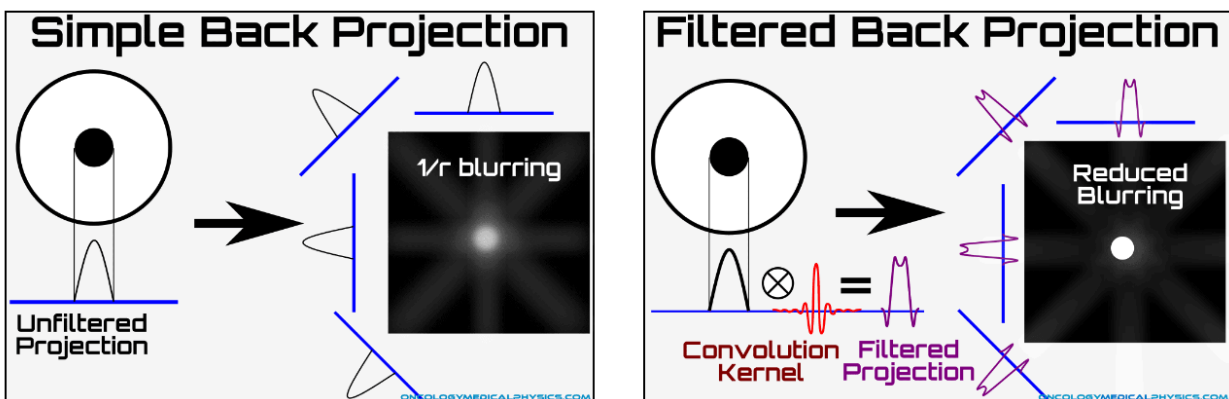 Simple Back Projection
1/r blurring
Unfiltered
Projection
ONCOLOGYMEDICALPHYSICS.COM
Filtered Back Projection
Reduced
Blurring
=
Convolution
Kernel
Filtered
Projection
ONCOLOGYMEDICALPHYSICS.COM